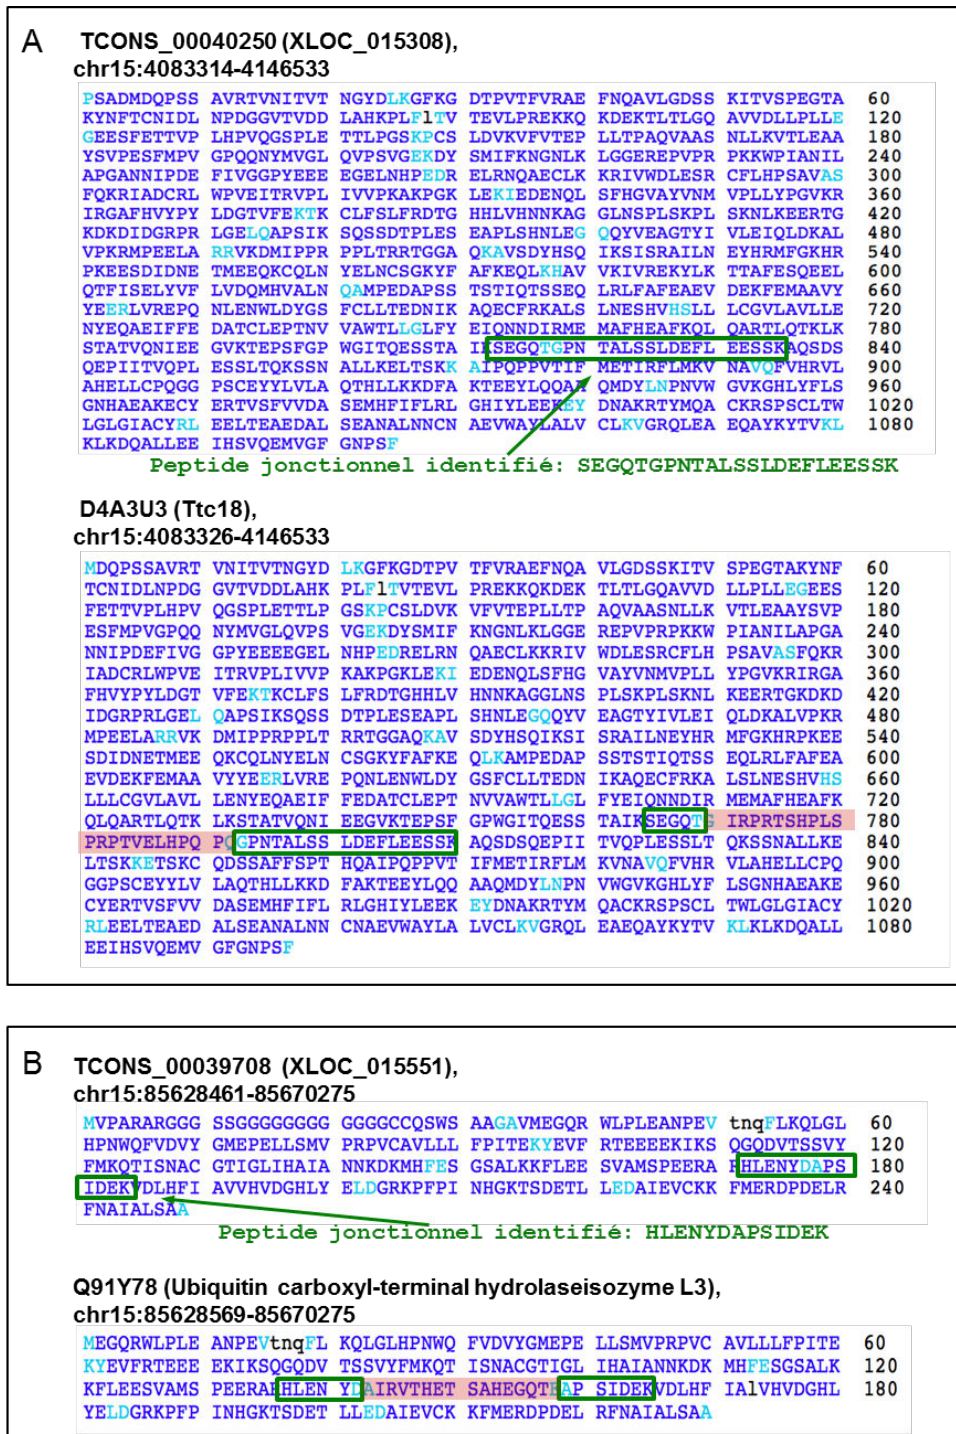 A
TCONS_00040250 (XLOC_015308),
chr15:4083314-4146533
PSADMDQPSS AVRTVNITVT NGYDLKGFKG DTPVTFVRAE FNQAVLGDSS KITVSPEGTA 60
KYNFTCNIDL NPDGGVTVDD LAHKPLFlTV TEVLPREKKQ KDEKTLTLGQ AVVDLLPLLE 120
GEESFETTVP LHPVQGSPLE TTLPGSKPCS LDVKVFVTEP LLTPAQVAAS NLLKVTLEAA 180
YSVPESFMPV GPQQNYMVGL QVPSVGEKDY SMIFKNGNLK LGGEREPVPR PKKWPIANIL 240
APGANNIPDE FIVGGPYEEE EGELNHPEDR ELRNQAECLK KRIVWDLESR CFLHPSAVAS 300
FQKRIADCRL WPVEITRVPL IVVPKAKPGK LEKIEDENQL SFHGVAYVNM VPLLYPGVKR 360
IRGAFHVYPY LDGTVFEKTK CLFSLFRDTG HHLVHNNKAG GLNSPLSKPL SKNLKEERTG 420
KDKDIDGRPR LGELQAPSIK SQSSDTPLES EAPLSHNLEG QQYVEAGTYI VLEIQLDKAL 480
VPKRMPEELA RRVKDMIPPR PPLTRRTGGA QKAVSDYHSQ IKSISRAILN EYHRMFGKHR 540
PKEESDIDNE TMEEQKCQLN YELNCSGKYF AFKEQLKHAV VKIVREKYLK TTAFESQEEL 600
QTFISELYVF LVDQMHVALN QAMPEDAPSS TSTIQTSSEQ LRLFAFEAEV DEKFEMAAVY 660
YEERLVREPQ NLENWLDYGS FCLLTEDNIK AQECFRKALS LNESHVHSLL LCGVLAVLLE 720
NYEQAEIFFE DATCLEPTNV VAWTLLGLFY EIQNNDIRME MAFHEAFKQL QARTLQTKLK 780
STATVQNIEE GVKTEPSFGP WGITQESSTA IKSEGQTGPN TALSSLDEFL EESSKAQSDS 840
QEPIITVQPL ESSLTQKSSN ALLKELTSKK AIPQPPVTIF METIRFLMKV NAVQFVHRVL 900
AHELLCPQGG PSCEYYLVLA QTHLLKKDFA KTEEYLQQAA QMDYLNPNVW GVKGHLYFLS 960
GNHAEAKECY ERTVSFVVDA SEMHFIFLRL GHIYLEEKEY DNAKRTYMQA CKRSPSCLTW 1020
LGLGIACYRL EELTEAEDAL SEANALNNCN AEVWAYLALV CLKVGRQLEA EQAYKYTVKL 1080
KLKDQALLEE IHSVQEMVGF GNPSF
Peptide jonctionnel identifié: SEGQTGPNTALSSLDEFLEESSK
D4A3U3 (Ttc18),
chr15:4083326-4146533
MDQPSSAVRT VNITVTNGYD LKGFKGDTPV TFVRAEFNQA VLGDSSKITV SPEGTAKYNF 60
TCNIDLNPDG GVTVDDLAHK PLFlTVTEVL PREKKQKDEK TLTLGQAVVD LLPLLEGEES 120
FETTVPLHPV QGSPLETTLP GSKPCSLDVK VFVTEPLLTP AQVAASNLLK VTLEAAYSVP 180
ESFMPVGPQQ NYMVGLQVPS VGEKDYSMIF KNGNLKLGGE REPVPRPKKW PIANILAPGA 240
NNIPDEFIVG GPYEEEEGEL NHPEDRELRN QAECLKKRIV WDLESRCFLH PSAVASFQKR 300
IADCRLWPVE ITRVPLIVVP KAKPGKLEKI EDENQLSFHG VAYVNMVPLL YPGVKRIRGA 360
FHVYPYLDGT VFEKTKCLFS LFRDTGHHLV HNNKAGGLNS PLSKPLSKNL KEERTGKDKD 420
IDGRPRLGEL QAPSIKSQSS DTPLESEAPL SHNLEGQQYV EAGTYIVLEI QLDKALVPKR 480
MPEELARRVK DMIPPRPPLT RRTGGAQKAV SDYHSQIKSI SRAILNEYHR MFGKHRPKEE 540
SDIDNETMEE QKCQLNYELN CSGKYFAFKE QLKAMPEDAP SSTSTIQTSS EQLRLFAFEA 600
EVDEKFEMAA VYYEERLVRE PQNLENWLDY GSFCLLTEDN IKAQECFRKA LSLNESHVHS 660
LLLCGVLAVL LENYEQAEIF FEDATCLEPT NVVAWTLLGL FYEIQNNDIR MEMAFHEAFK 720
QLQARTLQTK LKSTATVQNI EEGVKTEPSF GPWGITQESS TAIKSEGQTG IRPRTSHPLS 780
PRPTVELHPQ PQGPNTALSS LDEFLEESSK AQSDSQEPII TVQPLESSLT QKSSNALLKE 840
LTSKKETSKC QDSSAFFSPT HQAIPQPPVT IFMETIRFLM KVNAVQFVHR VLAHELLCPQ 900
GGPSCEYYLV LAQTHLLKKD FAKTEEYLQQ AAQMDYLNPN VWGVKGHLYF LSGNHAEAKE 960
CYERTVSFVV DASEMHFIFL RLGHIYLEEK EYDNAKRTYM QACKRSPSCL TWLGLGIACY 1020
RLEELTEAED ALSEANALNN CNAEVWAYLA LVCLKVGRQL EAEQAYKYTV KLKLKDQALL 1080
EEIHSVQEMV GFGNPSF
B
TCONS_00039708 (XLOC_015551),
chr15:85628461-85670275
MVPARARGGG SSGGGGGGGG GGGGCCQSWS AAGAVMEGQR WLPLEANPEV tnqFLKQLGL 60
HPNWQFVDVY GMEPELLSMV PRPVCAVLLL FPITEKYEVF RTEEEEKIKS QGQDVTSSVY 120
FMKQTISNAC GTIGLIHAIA NNKDKMHFES GSALKKFLEE SVAMSPEERA RHLENYDAPS 180
IDEKVDLHFI AVVHVDGHLY ELDGRKPFPI NHGKTSDETL LEDAIEVCKK FMERDPDELR 240
FNAIALSAA
Peptide jonctionnel identifié: HLENYDAPSIDEK
Q91Y78 (Ubiquitin carboxyl-terminal hydrolaseisozyme L3),
chr15:85628569-85670275
MEGQRWLPLE ANPEVtnqFL KQLGLHPNWQ FVDVYGMEPE LLSMVPRPVC AVLLLFPITE 60
KYEVFRTEEE EKIKSQGQDV TSSVYFMKQT ISNACGTIGL IHAIANNKDK MHFESGSALK 120
KFLEESVAMS PEERAKHLEN YDAIRVTHET SAHEGQTEAP SIDEKVDLHF IAlVHVDGHL 180
YELDGRKPFP INHGKTSDET LLEDAIEVCK KFMERDPDEL RFNAIALSAA